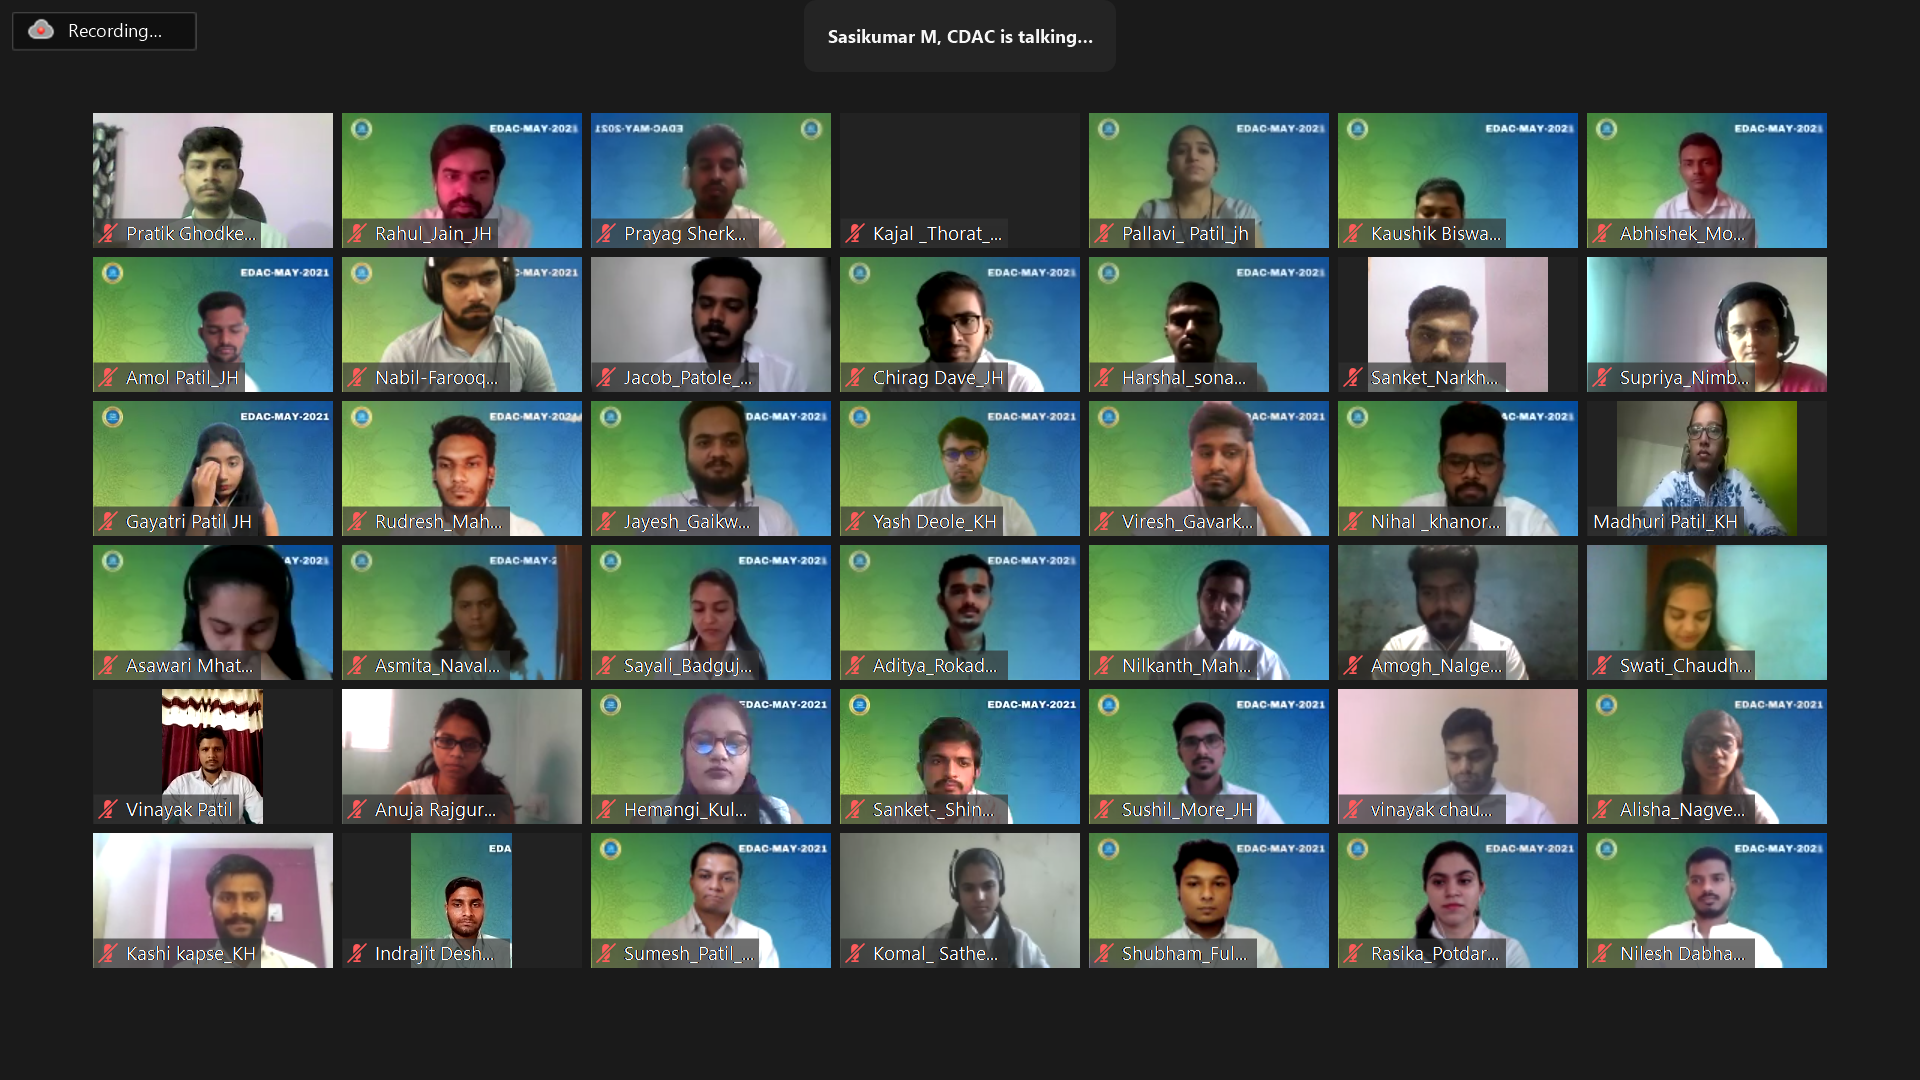 Recording...
Sasikumar M, CDAC is talking...
Pratik Ghodke...
EDAC-MAY-2021
Rahul_Jain_JH
EDAC-MAY-2021
Prayag Sherk...
Kajal _Thorat_...
EDAC-MAY-2021
Pallavi_ Patil_jh
EDAC-MAY-2021
Kaushik Biswa...
EDAC-MAY-2021
Abhishek_Mo...
EDAC-MAY-2021
Amol Patil_JH
C-MAY-2021
Nabil-Farooq...
Jacob_Patole_...
EDAC-MAY-2021
Chirag Dave_JH
EDAC-MAY-2021
Harshal_sona...
Sanket_Narkh...
Supriya_Nimb...
EDAC-MAY-2021
Gayatri Patil JH
EDAC-MAY-2021
Rudresh_Mah...
DAC-MAY-2021
Jayesh_Gaikw...
EDAC-MAY-2021
Yash Deole_KH
EDAC-MAY-2021
Viresh_Gavark...
AC-MAY-2021
Nihal _khanor...
Madhuri Patil_KH
AY-2021
Asawari Mhat...
EDAC-MAY-2
Asmita_Naval...
EDAC-MAY-2021
Sayali_Badguj...
EDAC-MAY-2021
Aditya_Rokad...
EDAC-MAY-2021
Nilkanth_Mah...
Amogh_Nalge...
Swati_Chaudh...
Vinayak Patil
Anuja Rajgur...
EDAC-MAY-2021
Hemangi_Kul...
EDAC-MAY-2021
Sanket-_Shin...
EDAC-MAY-2021
Sushil_More_JH
vinayak chau...
EDAC-MAY-2021
Alisha_Nagve...
Kashi kapse_KH
EDA
Indrajit Desh...
EDAC-MAY-2021
Sumesh_Patil_...
Komal_ Sathe...
EDAC-MAY-2021
Shubham_Ful...
EDAC-MAY-2021
Rasika_Potdar...
EDAC-MAY-2021
Nilesh Dabha...